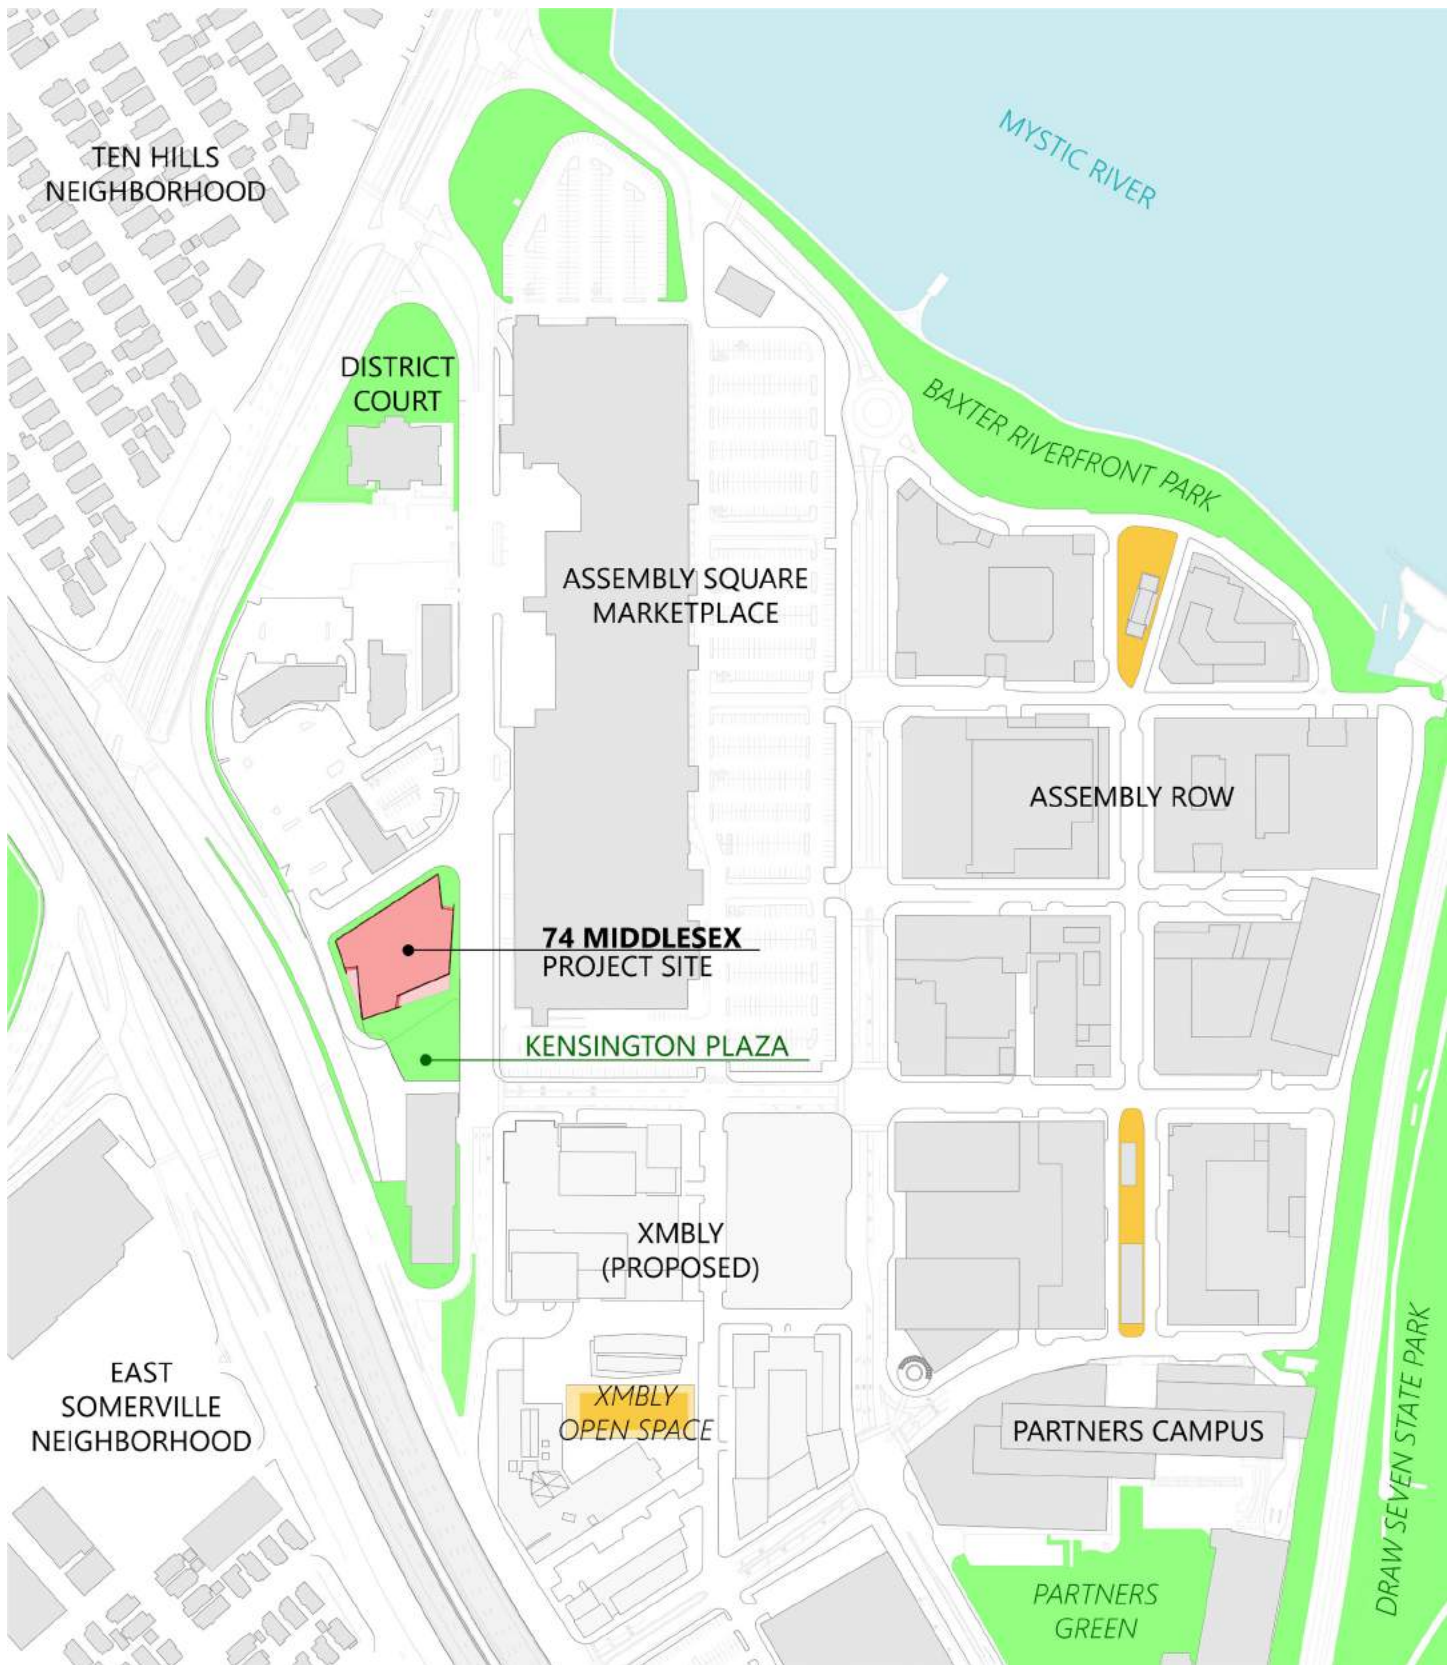 MYSTIC RIVER
TEN HILLS
NEIGHBORHOOD
DISTRICT
COURT
BAXTER RIVERFRONT PARK
ASSEMBLY SQUARE
MARKETPLACE
ASSEMBLY ROW
74 MIDDLESEX
PROJECT SITE
KENSINGTON PLAZA
XMBLY
(PROPOSED)
EAST
SOMERVILLE
NEIGHBORHOOD
XMBLY
OPEN SPACE
PARTNERS CAMPUS
DRAW SEVEN STATE PARK
PARTNERS
GREEN